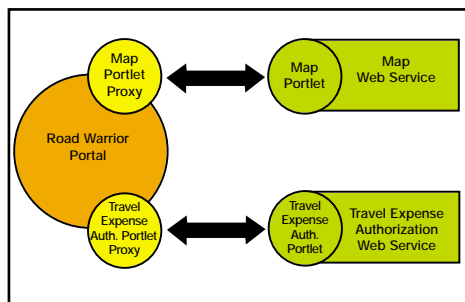 Map
Portlet
Proxy
Map
Portlet
Map
Web Service
Road Warrior
Portal
Travel
Expense
Auth. Portlet
Proxy
Travel
Expense
Auth.
Portlet
Travel Expense
Authorization
Web Service